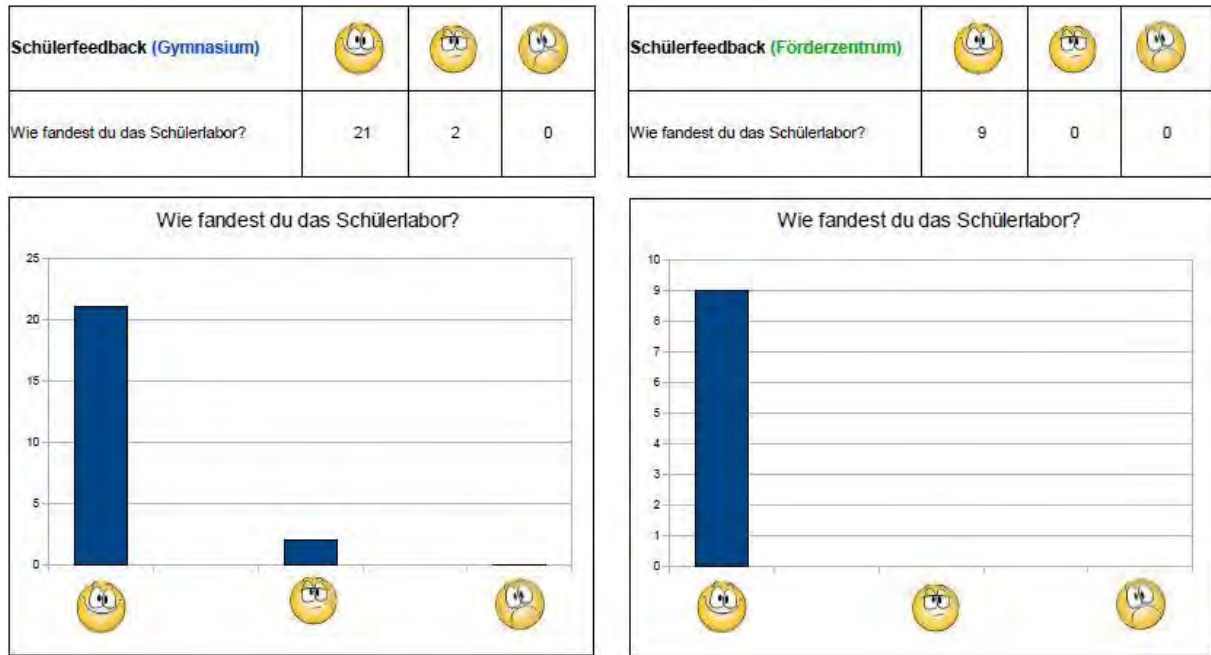 Schülerfeedback (Gymnasium)
Wie fandest du das Schülerlabor? 21 2 0
Wie fandest du das Schülerlabor?
25
20
15
10
5
0
Schülerfeedback (Förderzentrum)
Wie fandest du das Schülerlabor? 9 0 0
Wie fandest du das Schülerlabor?
10
9
8
7
6
5
4
3
2
1
0